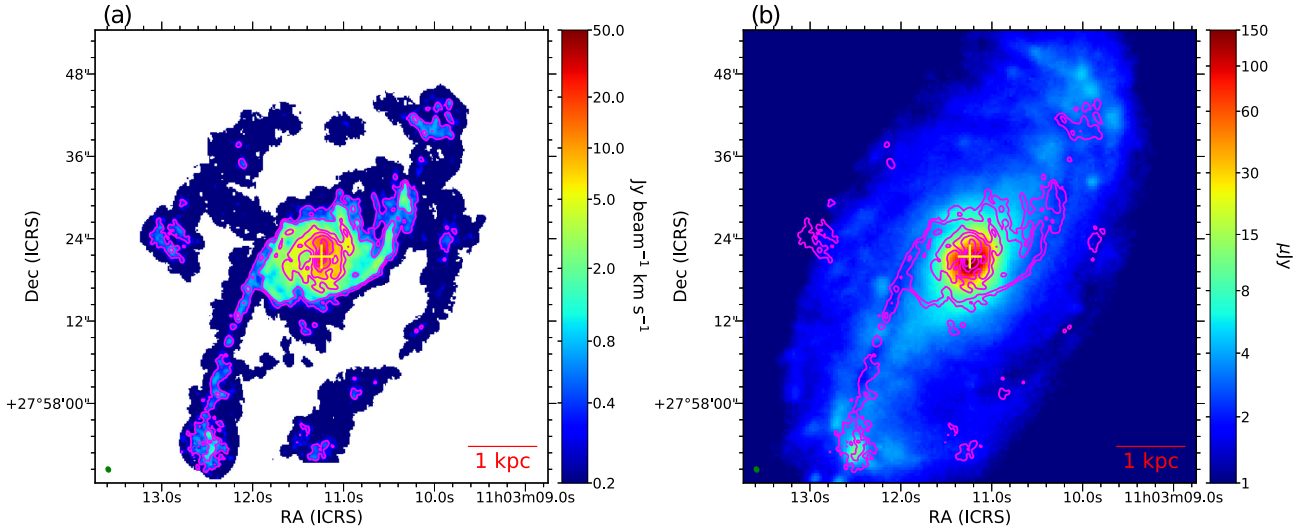 (a)
48"
36"
24"
12"
+27°58'00"
Dec (ICRS)
13.0s 12.0s 11.0s 10.0s 11h03m09.0s
RA (ICRS)
1 kpc
50.0
20.0
10.0
5.0
2.0
0.8
0.4
0.2
Jy beam−1 km s−1
(b)
48"
36"
24"
12"
+27°58'00"
Dec (ICRS)
13.0s 12.0s 11.0s 10.0s 11h03m09.0s
RA (ICRS)
1 kpc
150
100
60
30
15
8
4
2
1
μJy